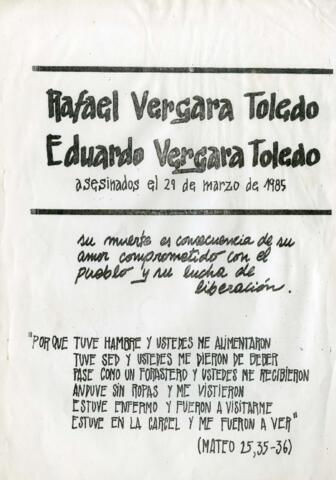 Rafael Vergara Toledo
Eduardo Vergara Toledo
asesinados el 29 de marzo de 1985
su muerte es consecuencia de su
amor comprometido con el
pueblo y su lucha de
liberación.
"PORQUE TUVE HAMBRE Y USTEDES ME ALIMENTARON
TUVE SED Y USTEDES ME DIERON DE BEBER
PASE COMO UN FORASTERO Y USTEDES ME RECIBIERON
ANDUVE SIN ROPAS Y ME VISTIERON
ESTUVE ENFERMO Y FUERON A VISITARME
ESTUVE EN LA CARCEL Y ME FUERON A VER"
(MATEO 25,35-36)